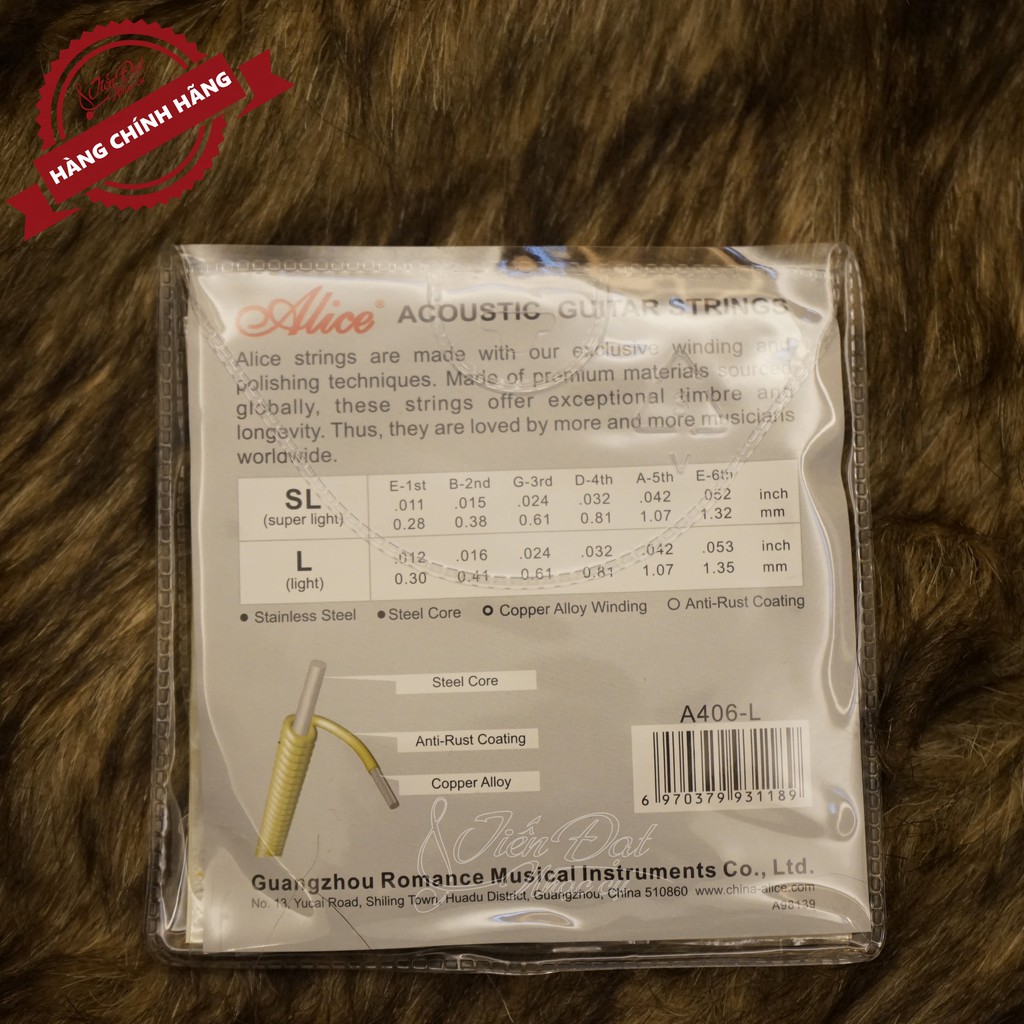 Tiến Đạt
HÀNG CHÍNH HÃNG
Alice® ACOUSTIC GUITAR STRINGS
Alice strings are made with our exclusive winding and
polishing techniques. Made of premium materials sourced
globally, these strings offer exceptional timbre and
longevity. Thus, they are loved by more and more musicians
worldwide.
E-1st B-2nd G-3rd D-4th A-5th E-6th
SL .011 .015 .024 .032 .042 .052 inch
(super light) 0.28 0.38 0.61 0.81 1.07 1.32 mm
L .012 .016 .024 .032 .042 .053 inch
(light) 0.30 0.41 0.61 0.81 1.07 1.35 mm
● Stainless Steel ● Steel Core O Copper Alloy Winding O Anti-Rust Coating
Steel Core
Anti-Rust Coating
Copper Alloy
A406-L
6 970379 931189
Tiến Đạt
Guangzhou Romance Musical Instruments Co., Ltd.
No. 13, Yucai Road, Shiling Town, Huadu District, Guangzhou, China 510860 www.china-alice.com
A98139